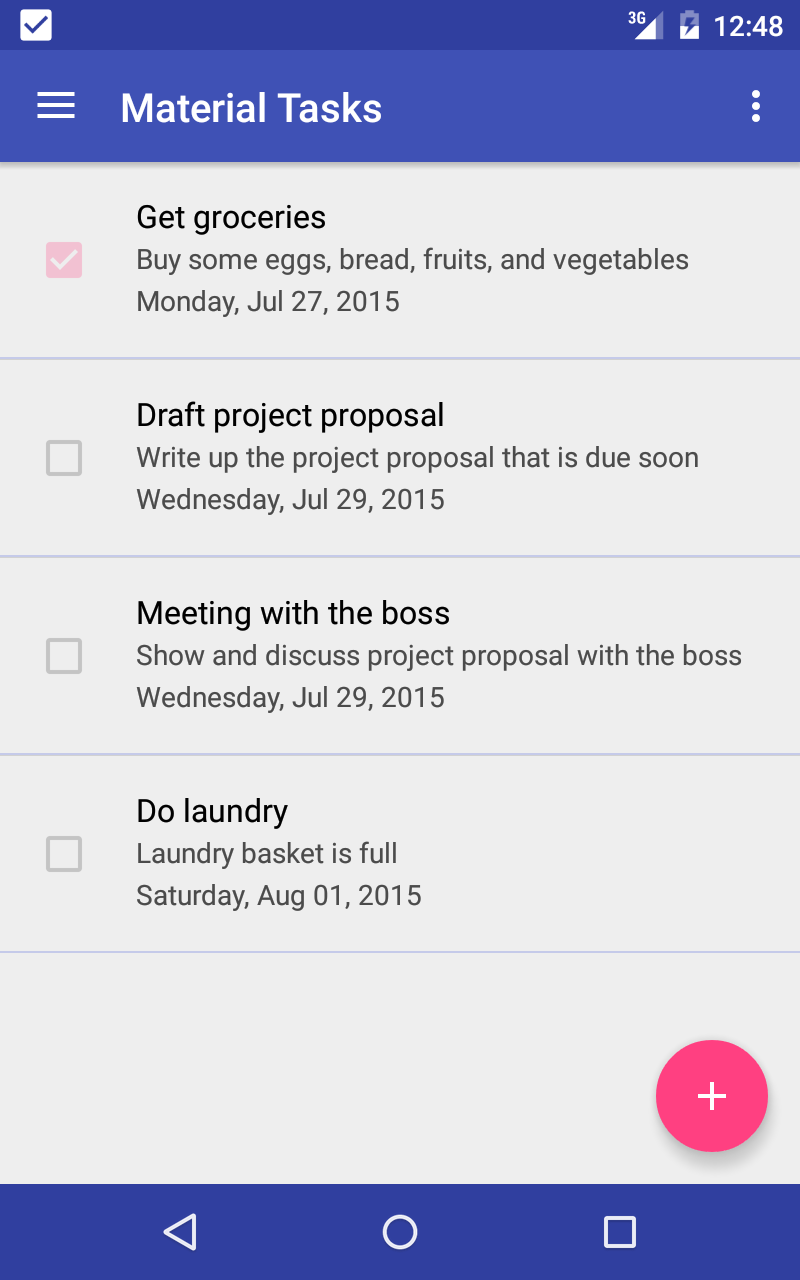 3G 12:48
Material Tasks
Get groceries
Buy some eggs, bread, fruits, and vegetables
Monday, Jul 27, 2015
Draft project proposal
Write up the project proposal that is due soon
Wednesday, Jul 29, 2015
Meeting with the boss
Show and discuss project proposal with the boss
Wednesday, Jul 29, 2015
Do laundry
Laundry basket is full
Saturday, Aug 01, 2015